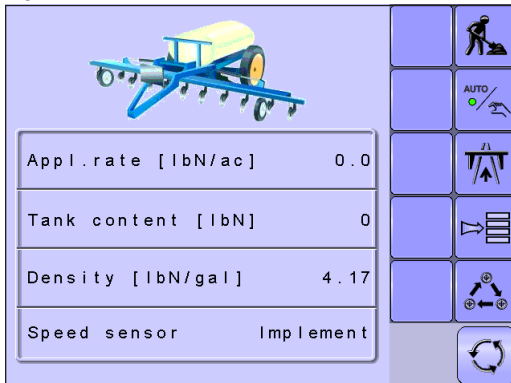 AUTO
Appl.rate [lbN/ac] 0.0
Tank content [lbN] 0
Density [lbN/gal] 4.17
Speed sensor Implement